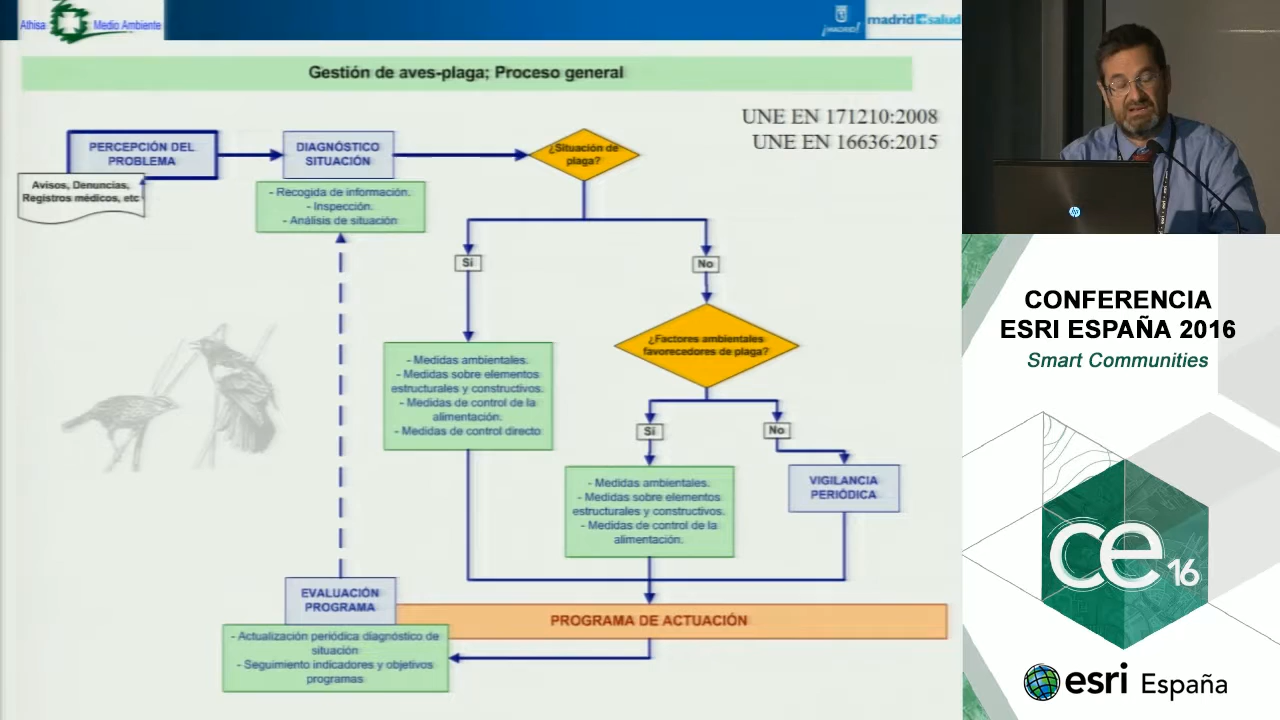 Athisa Medio Ambiente
¡MADRID!
madrid salud
Gestión de aves-plaga; Proceso general
UNE EN 171210:2008
UNE EN 16636:2015
PERCEPCIÓN DEL
PROBLEMA
Avisos, Denuncias,
Registros médicos, etc
DIAGNÓSTICO
SITUACIÓN
- Recogida de información.
- Inspección.
- Análisis de situación
¿Situación de
plaga?
Sí
No
¿Factores ambientales
favorecedores de plaga?
- Medidas ambientales.
- Medidas sobre elementos
estructurales y constructivos.
- Medidas de control de la
alimentación.
- Medidas de control directo
Sí
No
- Medidas ambientales.
- Medidas sobre elementos
estructurales y constructivos.
- Medidas de control de la
alimentación.
VIGILANCIA
PERIÓDICA
EVALUACIÓN
PROGRAMA
PROGRAMA DE ACTUACIÓN
- Actualización periódica diagnóstico de
situación
- Seguimiento indicadores y objetivos
programas
hp
CONFERENCIA
ESRI ESPAÑA 2016
Smart Communities
ce16
esri España